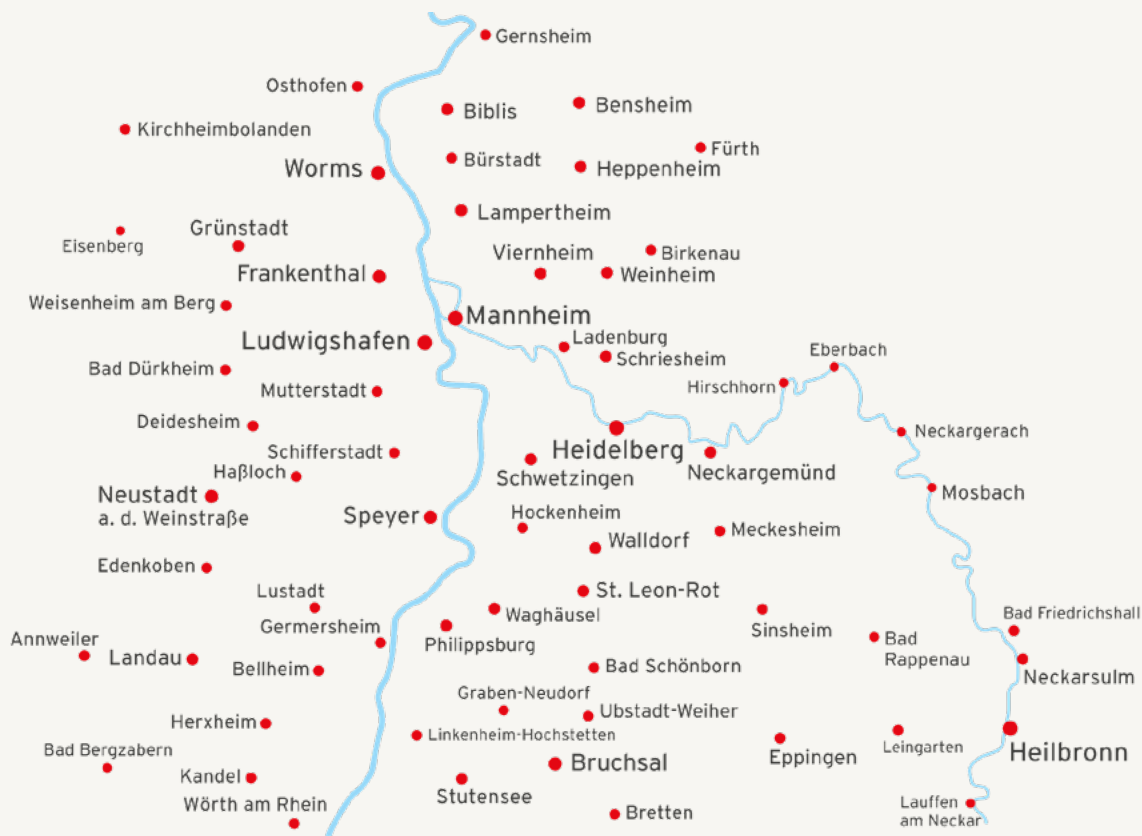 Gernsheim
Osthofen
Biblis
Bensheim
Kirchheimbolanden
Fürth
Bürstadt
Worms
Heppenheim
Lampertheim
Grünstadt
Eisenberg
Viernheim
Birkenau
Frankenthal
Weinheim
Weisenheim am Berg
Mannheim
Ludwigshafen
Ladenburg
Schriesheim
Eberbach
Bad Dürkheim
Hirschhorn
Mutterstadt
Deidesheim
Neckargerach
Schifferstadt
Heidelberg
Haßloch
Schwetzingen
Neckargemünd
Neustadt
a. d. Weinstraße
Mosbach
Speyer
Hockenheim
Meckesheim
Walldorf
Edenkoben
Lustadt
St. Leon-Rot
Waghäusel
Bad Friedrichshall
Germersheim
Sinsheim
Annweiler
Philippsburg
Bad
Rappenau
Landau
Bellheim
Bad Schönborn
Neckarsulm
Graben-Neudorf
Herxheim
Ubstadt-Weiher
Linkenheim-Hochstetten
Bad Bergzabern
Leingarten
Eppingen
Heilbronn
Bruchsal
Kandel
Stutensee
Wörth am Rhein
Bretten
Lauffen
am Neckar